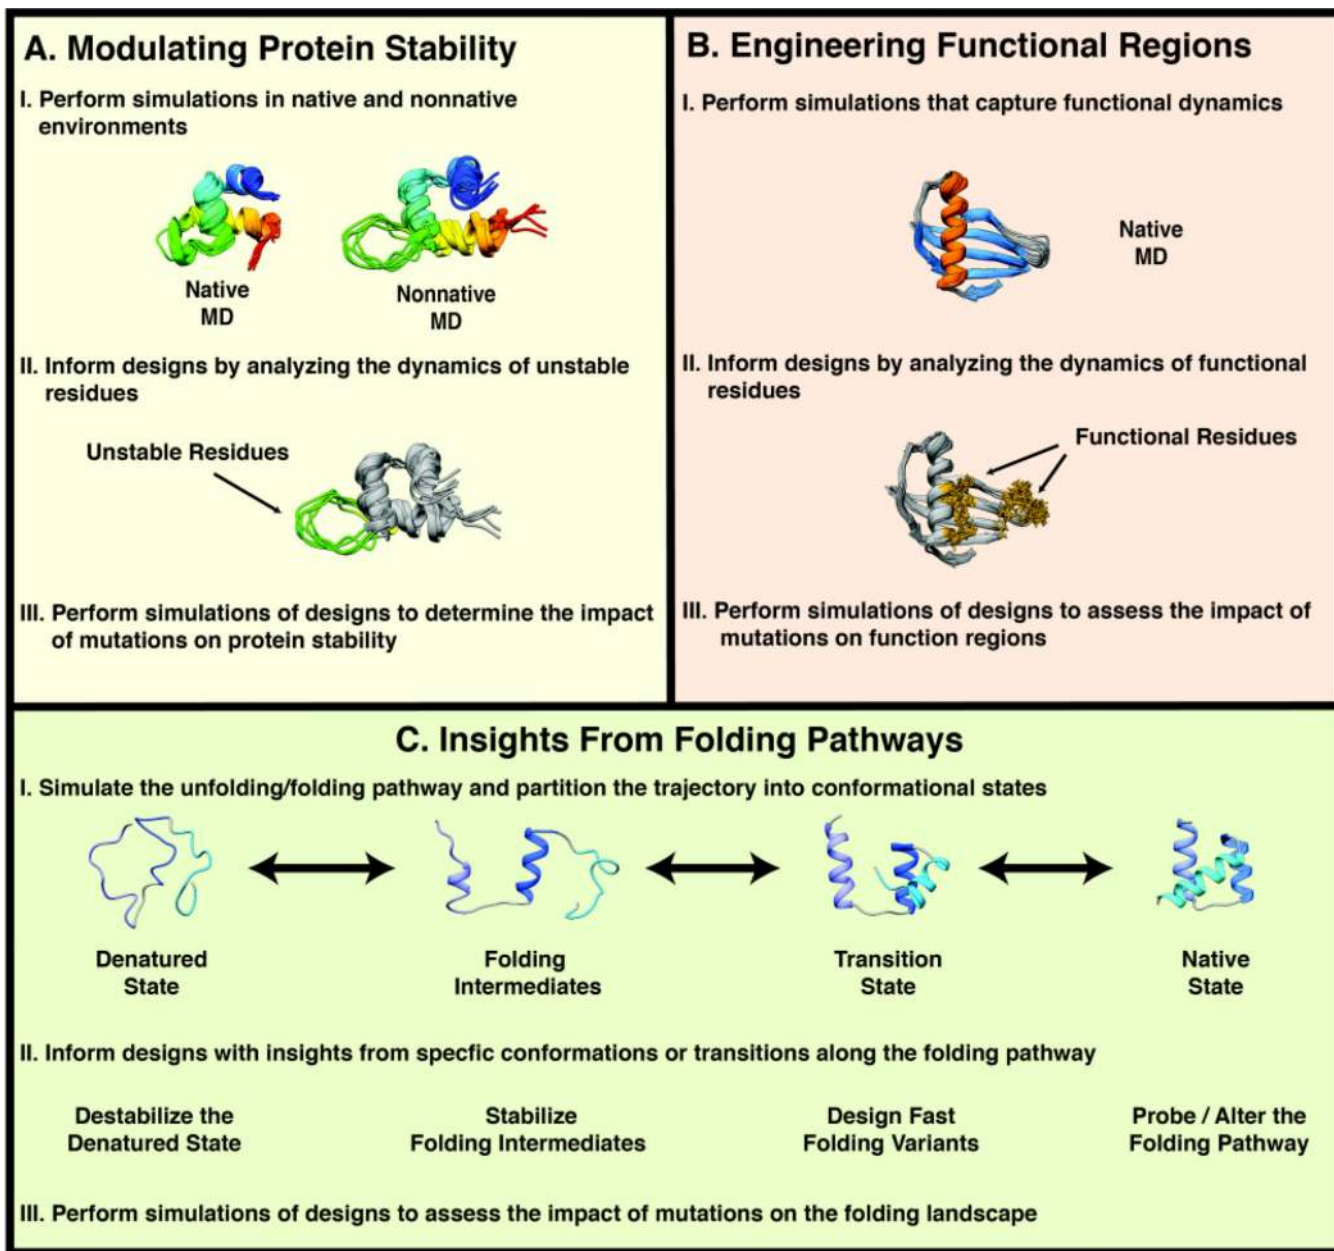 A. Modulating Protein Stability
I. Perform simulations in native and nonnative
environments
Native
MD
Nonnative
MD
II. Inform designs by analyzing the dynamics of unstable
residues
Unstable Residues
III. Perform simulations of designs to determine the impact
of mutations on protein stability
B. Engineering Functional Regions
I. Perform simulations that capture functional dynamics
Native
MD
II. Inform designs by analyzing the dynamics of functional
residues
Functional Residues
III. Perform simulations of designs to assess the impact of
mutations on function regions
C. Insights From Folding Pathways
I. Simulate the unfolding/folding pathway and partition the trajectory into conformational states
Denatured
State
Folding
Intermediates
Transition
State
Native
State
II. Inform designs with insights from specfic conformations or transitions along the folding pathway
Destabilize the
Denatured State
Stabilize
Folding Intermediates
Design Fast
Folding Variants
Probe / Alter the
Folding Pathway
III. Perform simulations of designs to assess the impact of mutations on the folding landscape